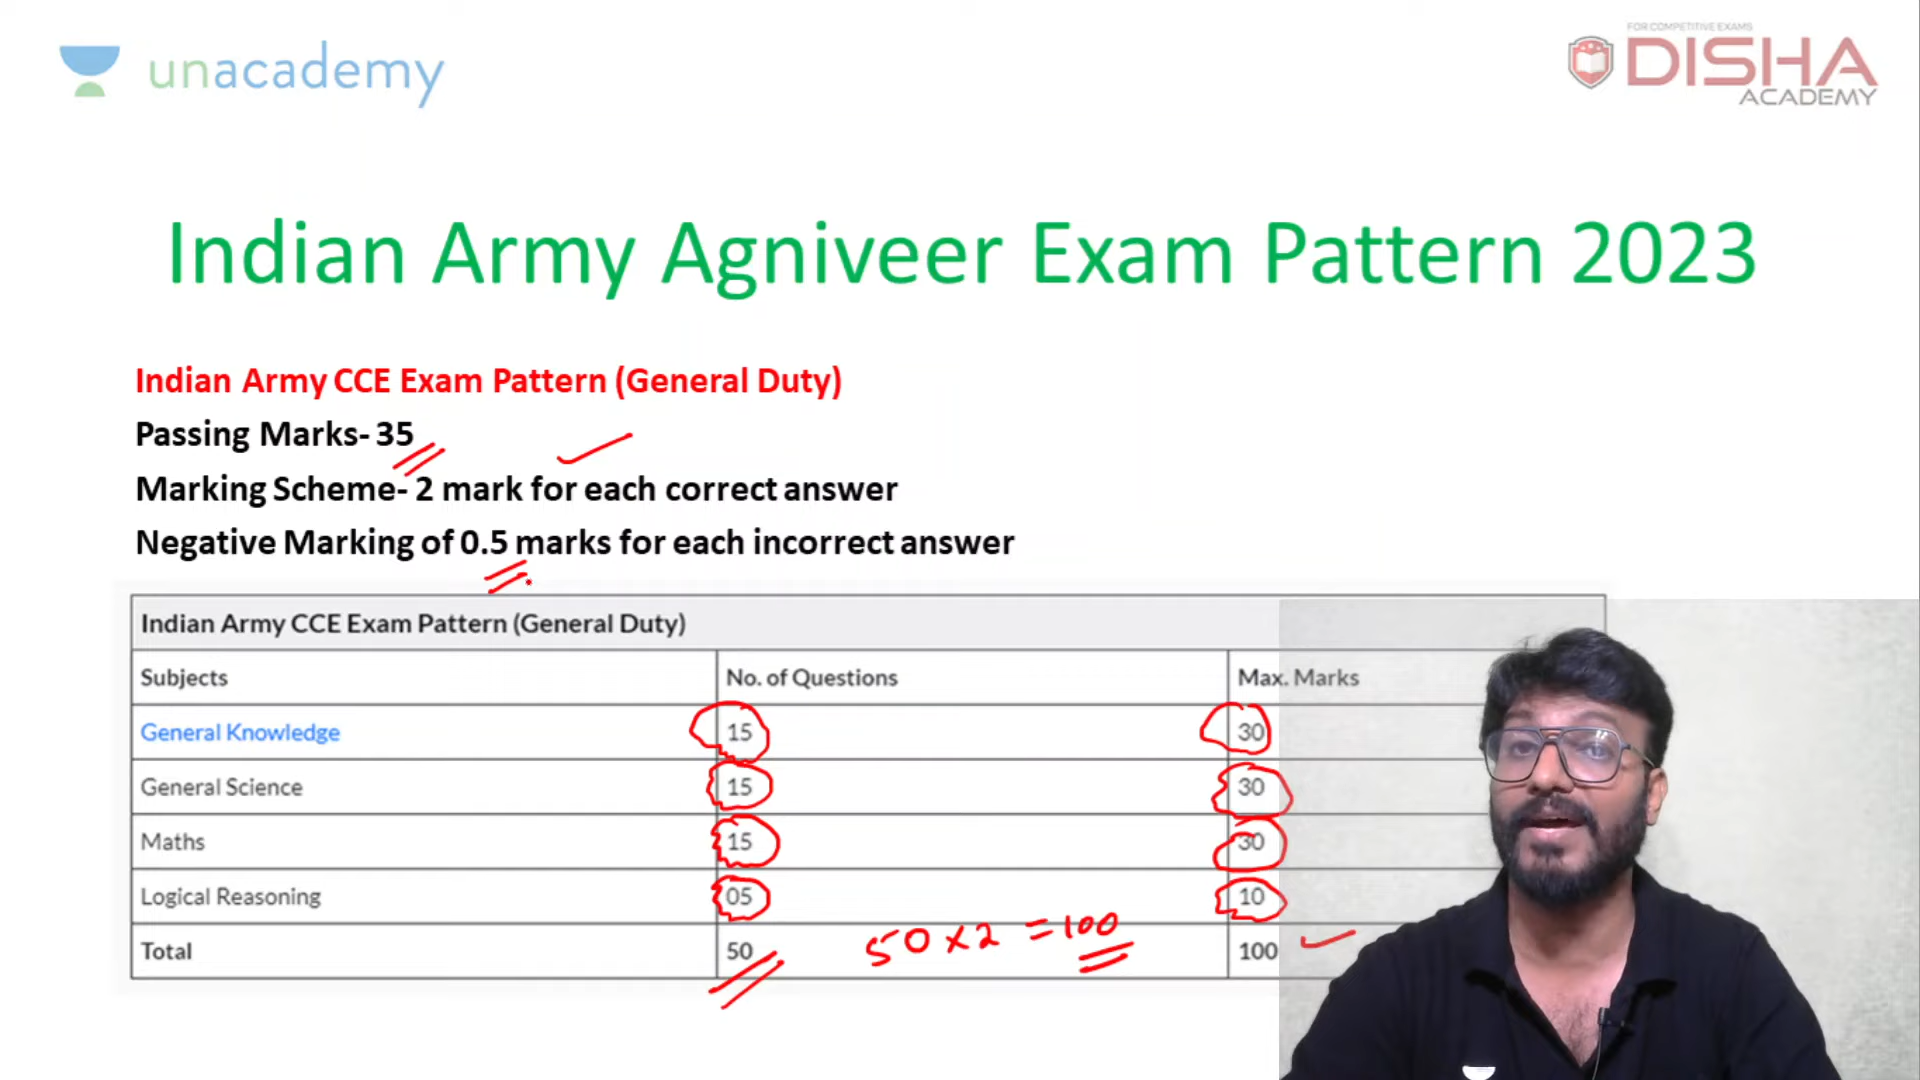 unacademy
FOR COMPETITIVE EXAMS
DISHA
ACADEMY
Indian Army Agniveer Exam Pattern 2023
Indian Army CCE Exam Pattern (General Duty)
Passing Marks- 35
Marking Scheme- 2 mark for each correct answer
Negative Marking of 0.5 marks for each incorrect answer
Indian Army CCE Exam Pattern (General Duty)
Subjects No. of Questions Max. Marks
General Knowledge 15 30
General Science 15 30
Maths 15 30
Logical Reasoning 05 10
Total 50 50 x 2 = 100 100